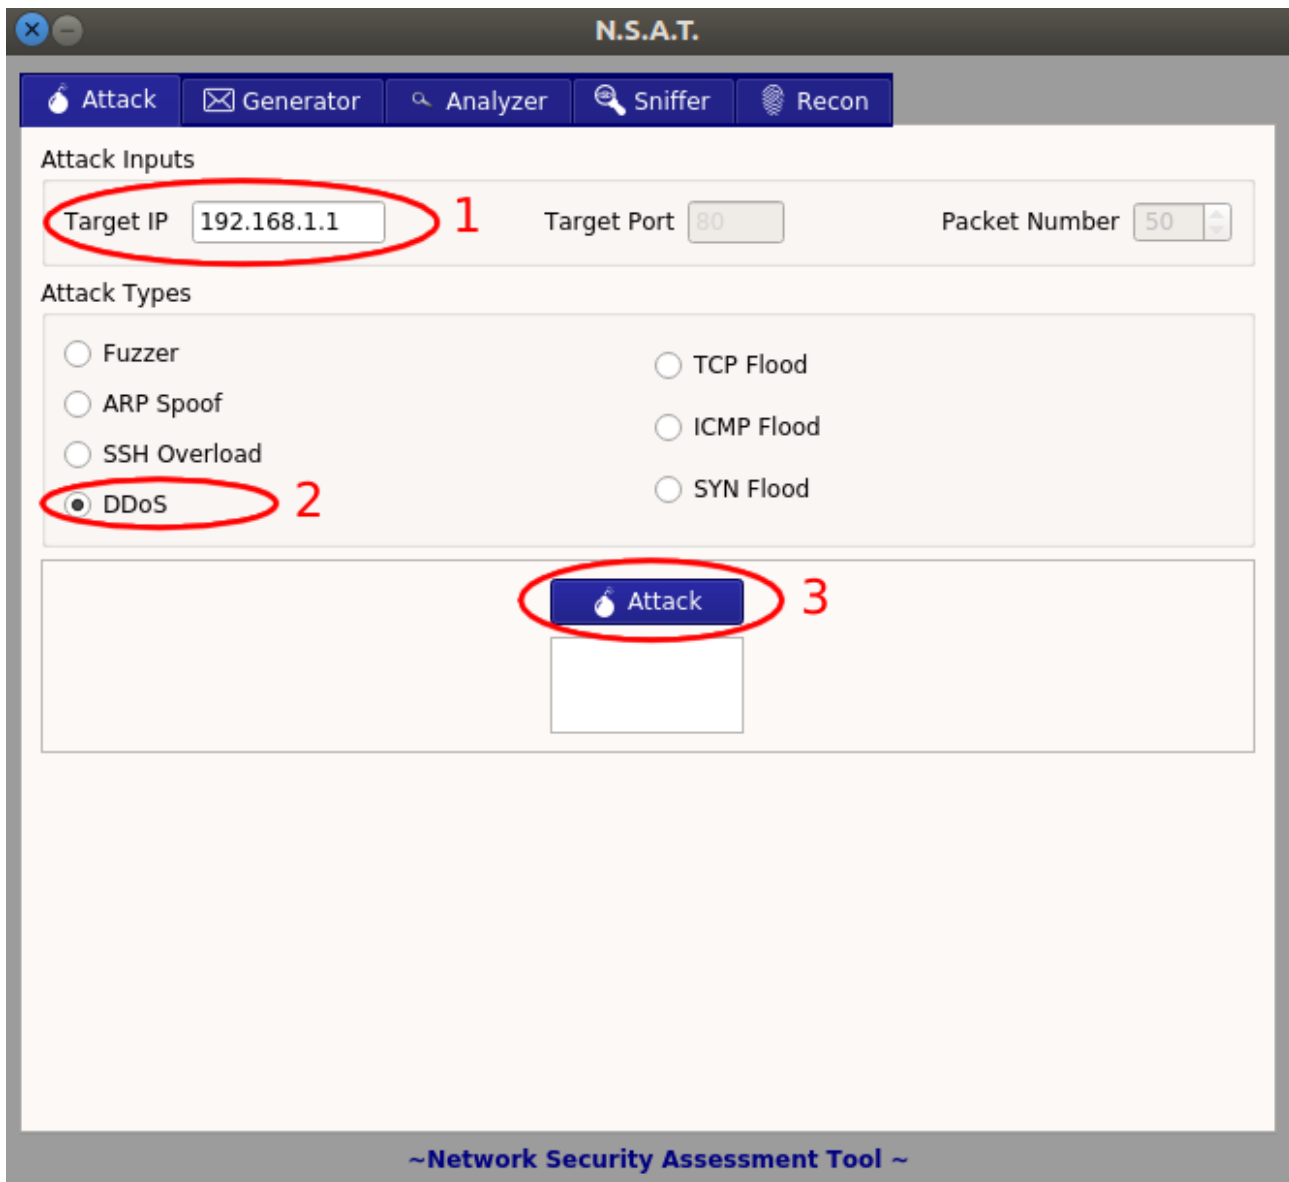 N.S.A.T.
Attack Generator Analyzer Sniffer Recon
Attack Inputs
Target IP 192.168.1.1 1 Target Port 80 Packet Number 50
Attack Types
Fuzzer
TCP Flood
ARP Spoof
ICMP Flood
SSH Overload
SYN Flood
DDoS 2
Attack 3
~Network Security Assessment Tool ~